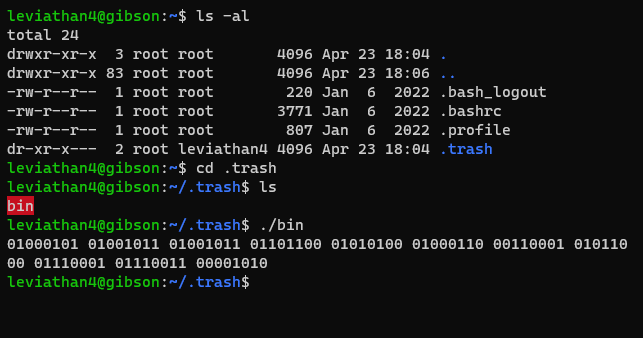 leviathan4@gibson:~$ ls -al
total 24
drwxr-xr-x  3 root root       4096 Apr 23 18:04 .
drwxr-xr-x 83 root root       4096 Apr 23 18:06 ..
-rw-r--r--  1 root root        220 Jan  6  2022 .bash_logout
-rw-r--r--  1 root root       3771 Jan  6  2022 .bashrc
-rw-r--r--  1 root root        807 Jan  6  2022 .profile
dr-xr-x---  2 root leviathan4 4096 Apr 23 18:04 .trash
leviathan4@gibson:~$ cd .trash
leviathan4@gibson:~/.trash$ ls
bin
leviathan4@gibson:~/.trash$ ./bin
01000101 01001011 01001011 01101100 01010100 01000110 00110001 010110
00 01110001 01110011 00001010
leviathan4@gibson:~/.trash$